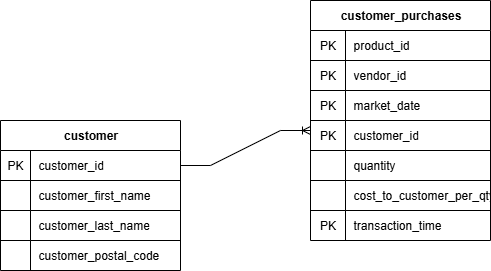 customer_purchases
PK product_id
PK vendor_id
PK market_date
PK customer_id
quantity
cost_to_customer_per_qt
PK transaction_time
customer
PK customer_id
customer_first_name
customer_last_name
customer_postal_code